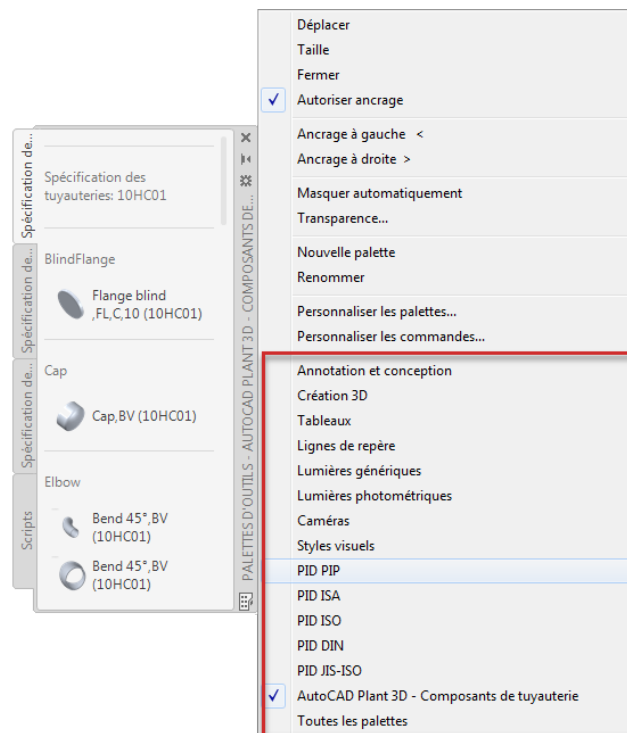 Spécification de...
Spécification de...
Spécification de...
Scripts
Spécification des
tuyauteries: 10HC01
BlindFlange
Flange blind
,FL,C,10 (10HC01)
Cap
Cap,BV (10HC01)
Elbow
Bend 45°,BV
(10HC01)
Bend 45°,BV
(10HC01)
PALETTES D'OUTILS - AUTOCAD PLANT 3D - COMPOSANTS DE...
Déplacer
Taille
Fermer
Autoriser ancrage
Ancrage à gauche <
Ancrage à droite >
Masquer automatiquement
Transparence...
Nouvelle palette
Renommer
Personnaliser les palettes...
Personnaliser les commandes...
Annotation et conception
Création 3D
Tableaux
Lignes de repère
Lumières génériques
Lumières photométriques
Caméras
Styles visuels
PID PIP
PID ISA
PID ISO
PID DIN
PID JIS-ISO
AutoCAD Plant 3D - Composants de tuyauterie
Toutes les palettes